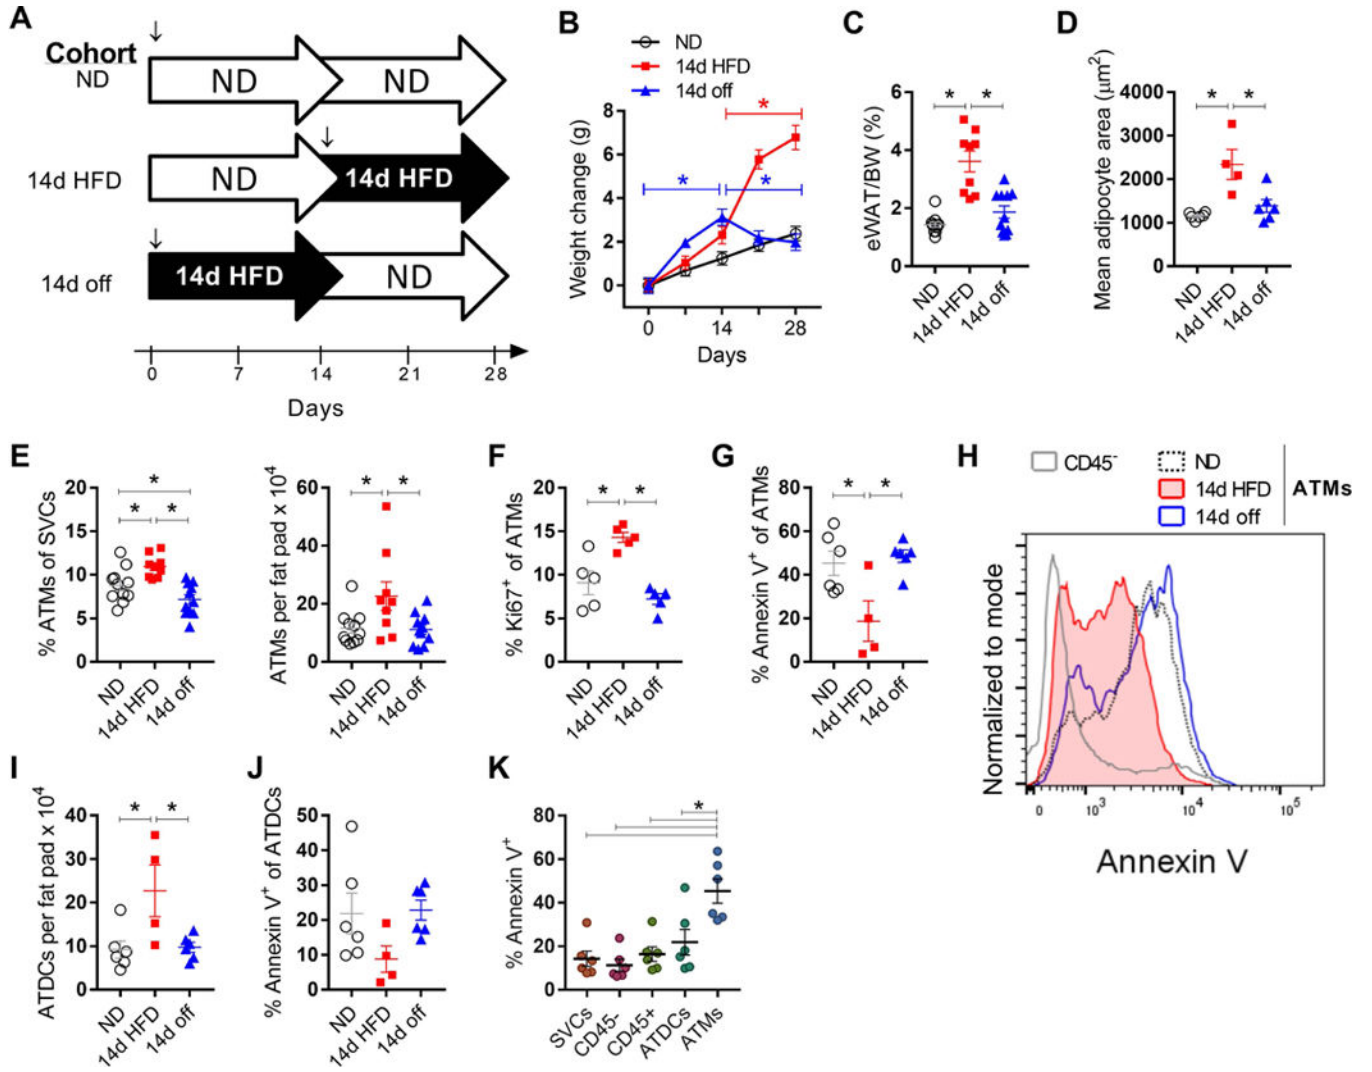 A
Cohort
ND
ND
ND
14d HFD
ND
14d HFD
14d off
14d HFD
ND
0 7 14 21 28
Days
B
ND
14d HFD
14d off
Weight change (g)
8
6
4
2
0
*
*
*
0 14 28
Days
C
eWAT/BW (%)
6
4
2
0
* *
ND 14d HFD 14d off
D
Mean adipocyte area (μm²)
4000
3000
2000
1000
0
* *
ND 14d HFD 14d off
E
% ATMs of SVCs
20
15
10
5
0
*
* *
ND 14d HFD 14d off
ATMs per fat pad x 10⁴
60
40
20
0
* *
ND 14d HFD 14d off
F
% Ki67⁺ of ATMs
20
15
10
5
0
* *
ND 14d HFD 14d off
G
% Annexin V⁺ of ATMs
80
60
40
20
0
* *
ND 14d HFD 14d off
H
CD45⁻
ND
14d HFD
14d off
ATMs
Normalized to mode
0 10³ 10⁴ 10⁵
Annexin V
I
ATDCs per fat pad x 10⁴
40
30
20
10
0
* *
ND 14d HFD 14d off
J
% Annexin V⁺ of ATDCs
50
40
30
20
10
0
ND 14d HFD 14d off
K
% Annexin V⁺
80
60
40
20
0
*
SVCs CD45- CD45+ ATDCs ATMs